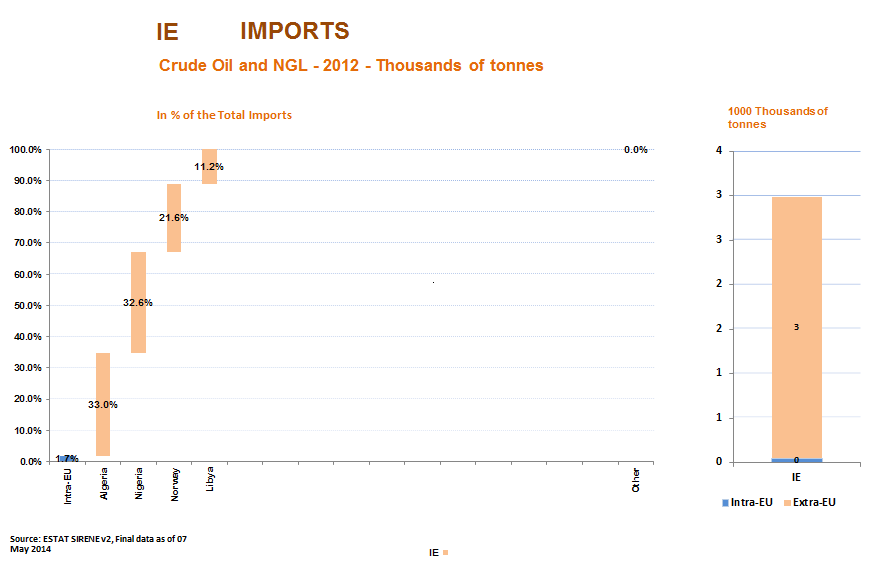 IE IMPORTS
Crude Oil and NGL - 2012 - Thousands of tonnes
In % of the Total Imports
100.0%
90.0%
80.0%
70.0%
60.0%
50.0%
40.0%
30.0%
20.0%
10.0%
0.0%
1.7%
33.0%
32.6%
21.6%
11.2%
0.0%
Intra-EU
Algeria
Nigeria
Norway
Libya
Other
1000 Thousands of
tonnes
4
3
3
2
2
1
1
0
3
0
IE
Intra-EU Extra-EU
Source: ESTAT SIRENE v2, Final data as of 07
May 2014
IE